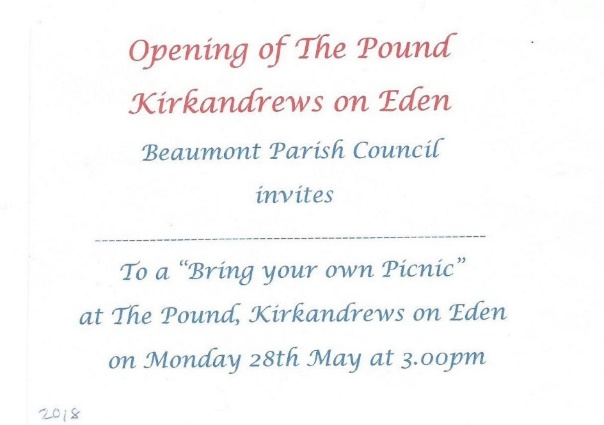 Opening of The Pound
Kirkandrews on Eden
Beaumont Parish Council
invites
To a “Bring your own Picnic”
at The Pound, Kirkandrews on Eden
on Monday 28th May at 3.00pm
2018